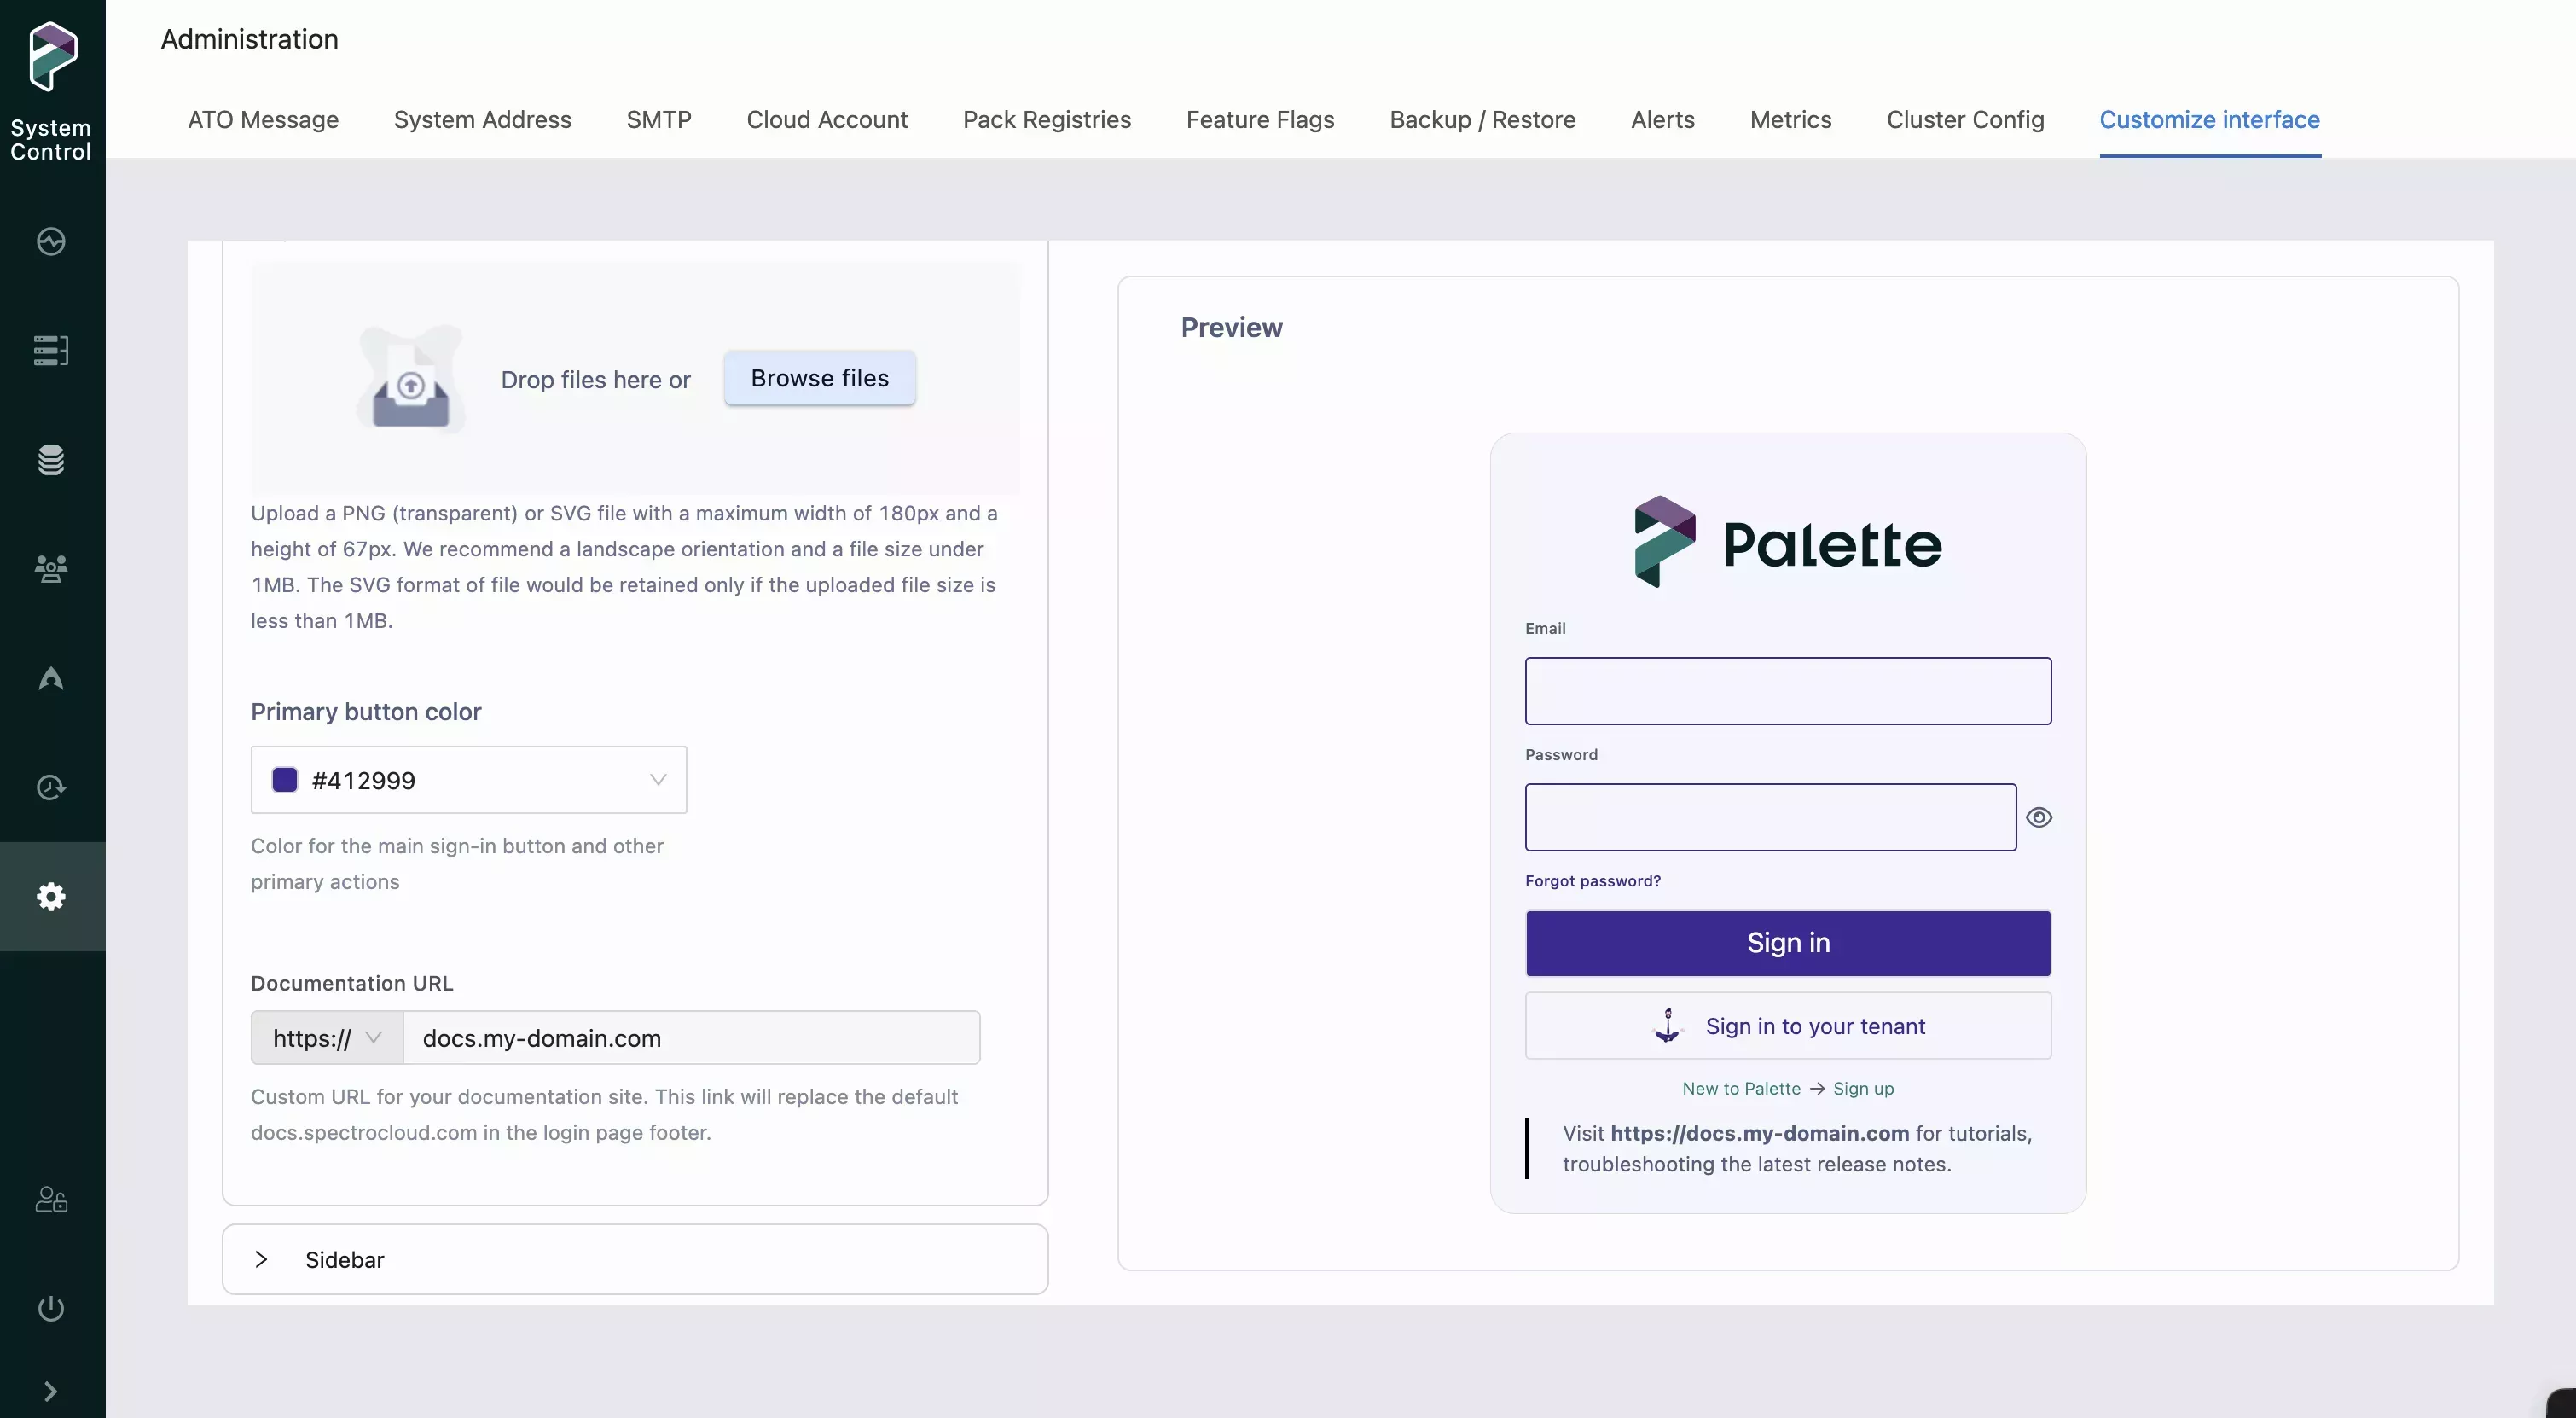 System
Control
Administration
ATO Message
System Address
SMTP
Cloud Account
Pack Registries
Feature Flags
Backup / Restore
Alerts
Metrics
Cluster Config
Customize interface
Drop files here or
Browse files
Upload a PNG (transparent) or SVG file with a maximum width of 180px and a
height of 67px. We recommend a landscape orientation and a file size under
1MB. The SVG format of file would be retained only if the uploaded file size is
less than 1MB.
Primary button color
#412999
Color for the main sign-in button and other
primary actions
Documentation URL
https://
docs.my-domain.com
Custom URL for your documentation site. This link will replace the default
docs.spectrocloud.com in the login page footer.
Sidebar
Preview
Palette
Email
Password
Forgot password?
Sign in
Sign in to your tenant
New to Palette → Sign up
Visit https://docs.my-domain.com for tutorials,
troubleshooting the latest release notes.